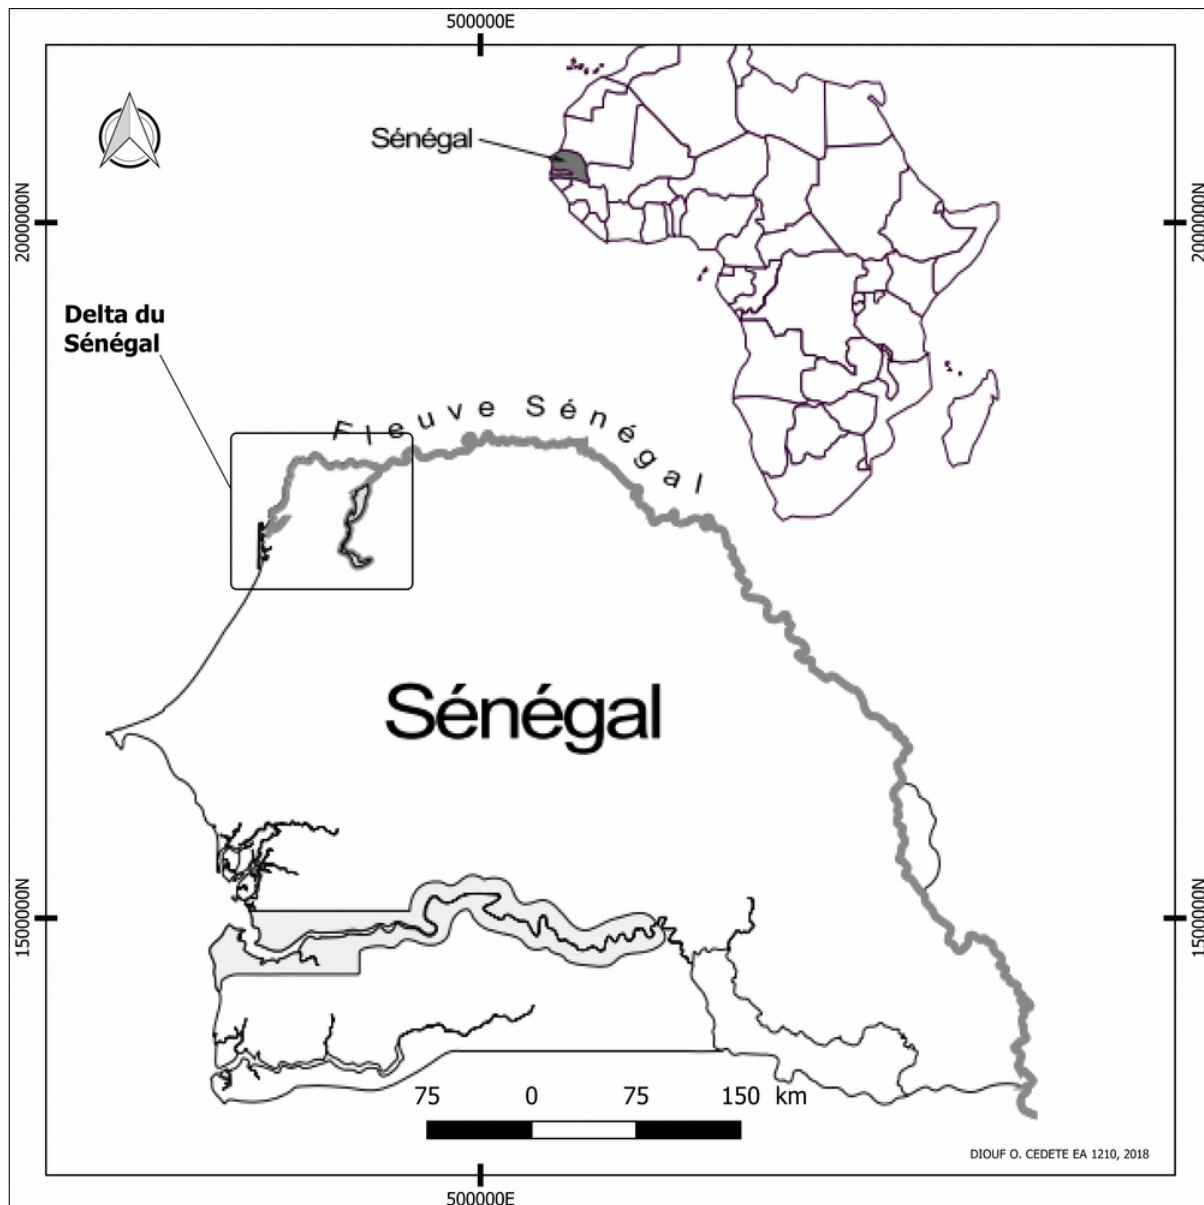 500000E
Sénégal
2000000N
2000000N
Delta du
Sénégal
Fleuve Sénégal
Sénégal
1500000N
1500000N
75 0 75 150 km
DIOUF O. CEDETE EA 1210, 2018
500000E